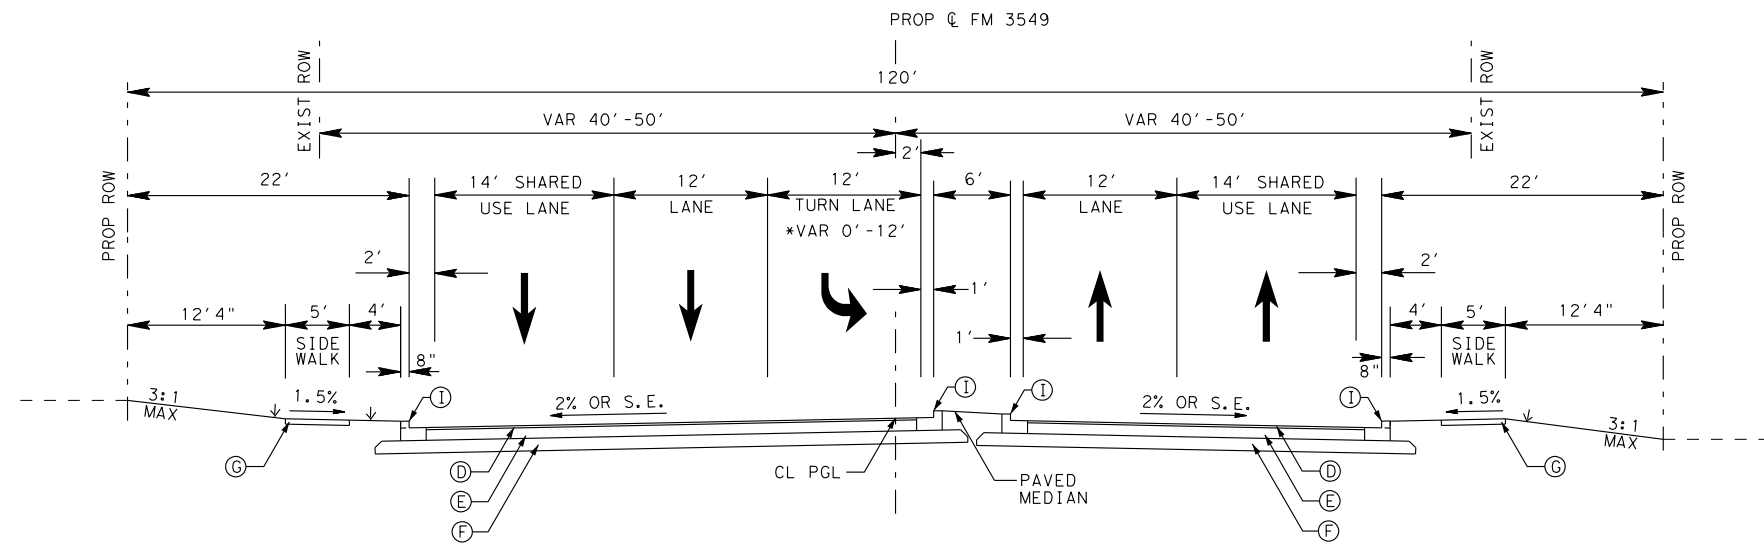 PROP ℄ FM 3549
EXIST ROW
120'
EXIST ROW
VAR 40'-50'
VAR 40'-50'
2'
PROP ROW
22'
14' SHARED
USE LANE
12'
LANE
12'
TURN LANE
*VAR 0'-12'
6'
12'
LANE
14' SHARED
USE LANE
22'
PROP ROW
2'
2'
1'
1'
12'4"
5'
SIDE
WALK
4'
8"
4'
5'
SIDE
WALK
12'4"
8"
3:1
MAX
1.5%
I
2% OR S.E.
I
I
2% OR S.E.
I
1.5%
3:1
MAX
G
D
E
F
CL PGL
PAVED
MEDIAN
D
E
F
G